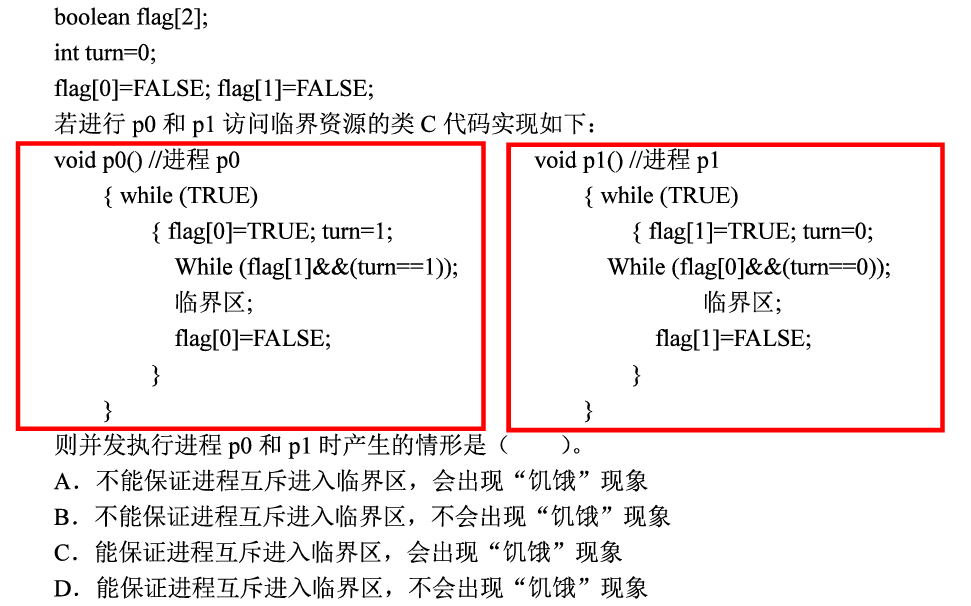 boolean flag[2];
int turn=0;
flag[0]=FALSE; flag[1]=FALSE;
若进行 p0 和 p1 访问临界资源的类 C 代码实现如下：
void p0() //进程 p0
{ while (TRUE)
{ flag[0]=TRUE; turn=1;
While (flag[1]&&(turn==1));
临界区;
flag[0]=FALSE;
}
}
void p1() //进程 p1
{ while (TRUE)
{ flag[1]=TRUE; turn=0;
While (flag[0]&&(turn==0));
临界区;
flag[1]=FALSE;
}
}
则并发执行进程 p0 和 p1 时产生的情形是（ ）。
A．不能保证进程互斥进入临界区，会出现“饥饿”现象
B．不能保证进程互斥进入临界区，不会出现“饥饿”现象
C．能保证进程互斥进入临界区，会出现“饥饿”现象
D．能保证进程互斥进入临界区，不会出现“饥饿”现象